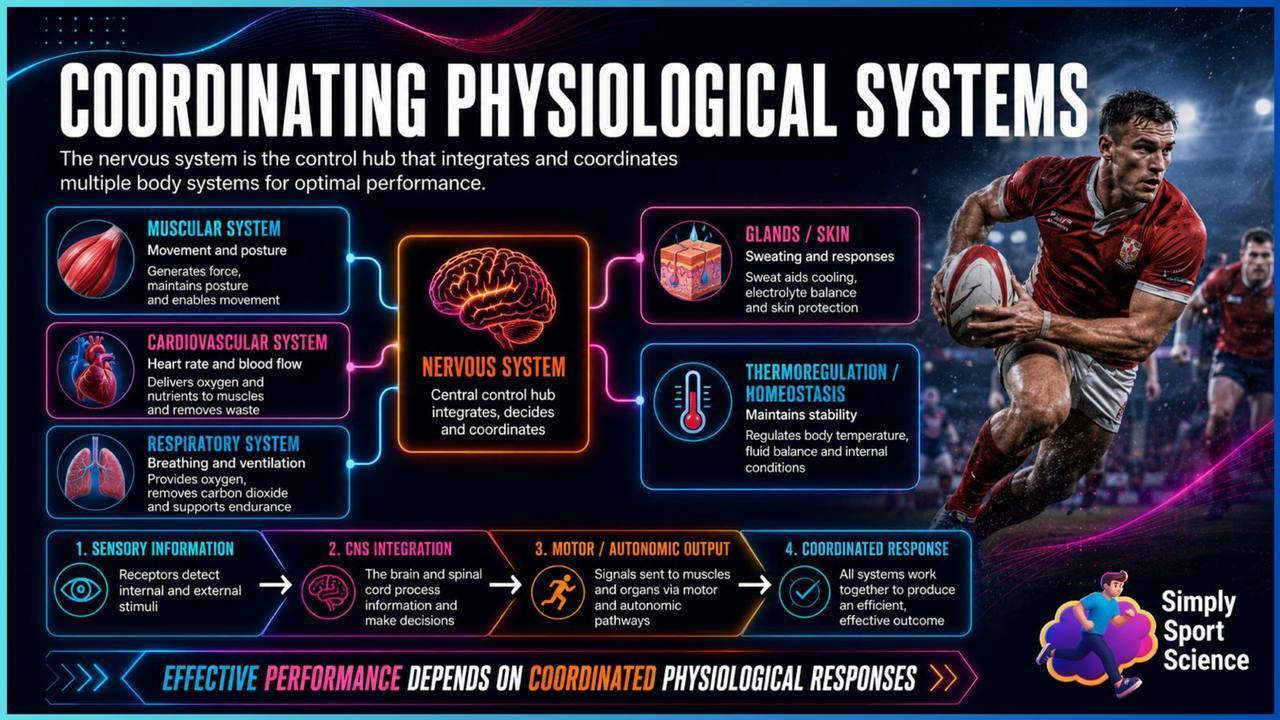 COORDINATING PHYSIOLOGICAL SYSTEMS
The nervous system is the control hub that integrates and coordinates
multiple body systems for optimal performance.
MUSCULAR SYSTEM
Movement and posture
Generates force,
maintains posture
and enables movement
CARDIOVASCULAR SYSTEM
Heart rate and blood flow
Delivers oxygen and
nutrients to muscles
and removes waste
RESPIRATORY SYSTEM
Breathing and ventilation
Provides oxygen,
removes carbon dioxide
and supports endurance
NERVOUS SYSTEM
Central control hub
integrates, decides
and coordinates
GLANDS / SKIN
Sweating and responses
Sweat aids cooling,
electrolyte balance
and skin protection
THERMOREGULATION /
HOMEOSTASIS
Maintains stability
Regulates body temperature,
fluid balance and internal
conditions
1. SENSORY INFORMATION
Receptors detect
internal and external
stimuli
2. CNS INTEGRATION
The brain and spinal
cord process
information and
make decisions
3. MOTOR / AUTONOMIC OUTPUT
Signals sent to muscles
and organs via motor
and autonomic
pathways
4. COORDINATED RESPONSE
All systems work
together to produce
an efficient,
effective outcome
EFFECTIVE PERFORMANCE DEPENDS ON COORDINATED PHYSIOLOGICAL RESPONSES
Simply
Sport
Science